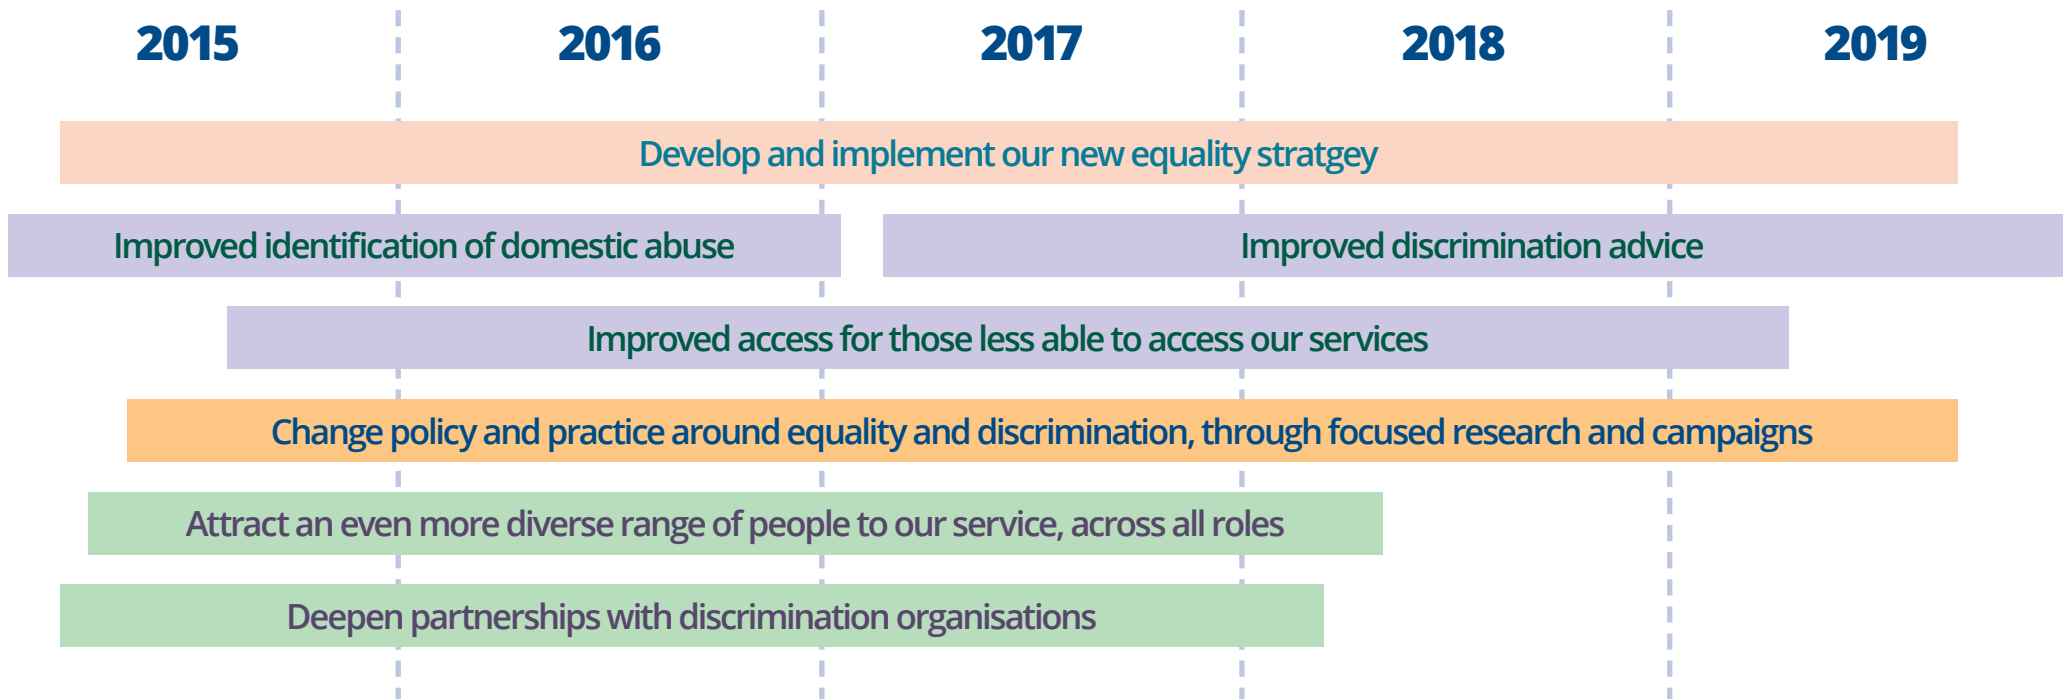 2015 2016 2017 2018 2019
Develop and implement our new equality stratgey
Improved identification of domestic abuse Improved discrimination advice
Improved access for those less able to access our services
Change policy and practice around equality and discrimination, through focused research and campaigns
Attract an even more diverse range of people to our service, across all roles
Deepen partnerships with discrimination organisations